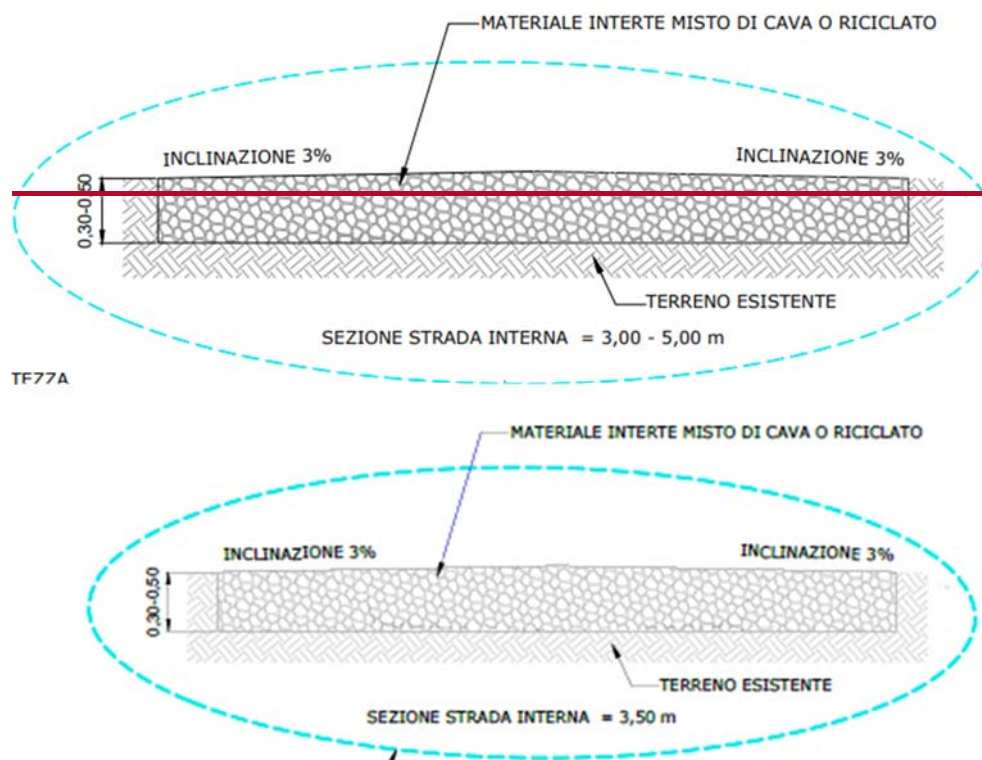 MATERIALE INTERTE MISTO DI CAVA O RICICLATO
INCLINAZIONE 3%
INCLINAZIONE 3%
0,30-0,50
TERRENO ESISTENTE
SEZIONE STRADA INTERNA = 3,00 - 5,00 m
MATERIALE INTERTE MISTO DI CAVA O RICICLATO
INCLINAZIONE 3%
INCLINAZIONE 3%
0,30-0,50
TERRENO ESISTENTE
SEZIONE STRADA INTERNA = 3,50 m